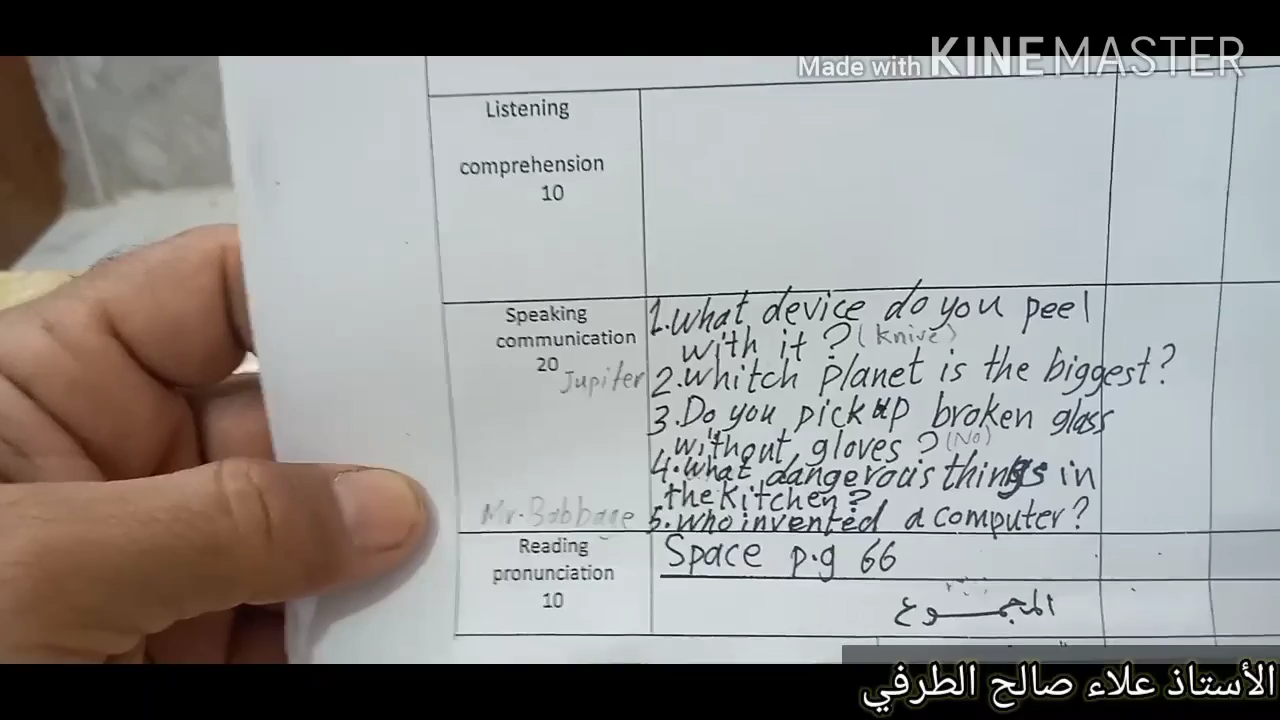 Made with KINEMASTER
Listening
comprehension
10
Speaking
communication
20
Jupiter
Mr. Babbage
1. What device do you peel
with it? (knive)
2. whitch planet is the biggest?
3. Do you pick up broken glass
without gloves? (No)
4. what dangerous things in
the kitchen?
5. who invented a computer?
Reading
pronunciation
10
Space p.g 66
المجمــوع
الأستاذ علاء صالح الطرفي